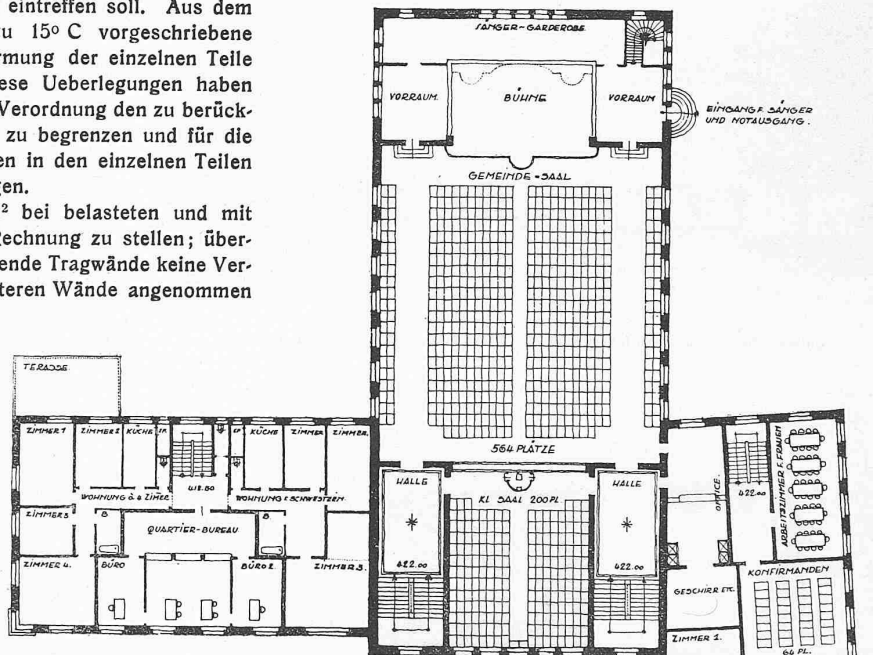 eintreffen soll. Aus dem
zu 15° C vorgeschriebene
rmung der einzelnen Teile
ese Ueberlegungen haben
Verordnung den zu berück-
zu begrenzen und für die
en in den einzelnen Teilen
gen.
² bei belasteten und mit
Rechnung zu stellen; über-
ende Tragwände keine Ver-
teren Wände angenommen
SÄNGER-GARDEROBE
VORRAUM.
BÜHNE
VORRAUM
EINGANG F. SÄNGER
UND NOTAUSGANG.
GEMEINDE-SAAL
564 PLÄTZE
HALLE
KL. SAAL 200 PL.
HALLE
422.00
422.00
TERASSE
ZIMMER 1
ZIMMER 2
KÜCHE
KÜCHE
ZIMMER
ZIMMER.
418.80
WOHNUNG à 4 ZIMER
WOHNUNG F. SCHWESTERN
ZIMMER 3
B
QUARTIER-BUREAU
B
ZIMMER 4.
BÜRO
BÜRO 2.
ZIMMER 3.
OFFICE.
422.00
ARBEITSZIMMER F. FRAUEN
GESCHIRR ETC.
KONFIRMANDEN
64 PL.
ZIMMER 1.